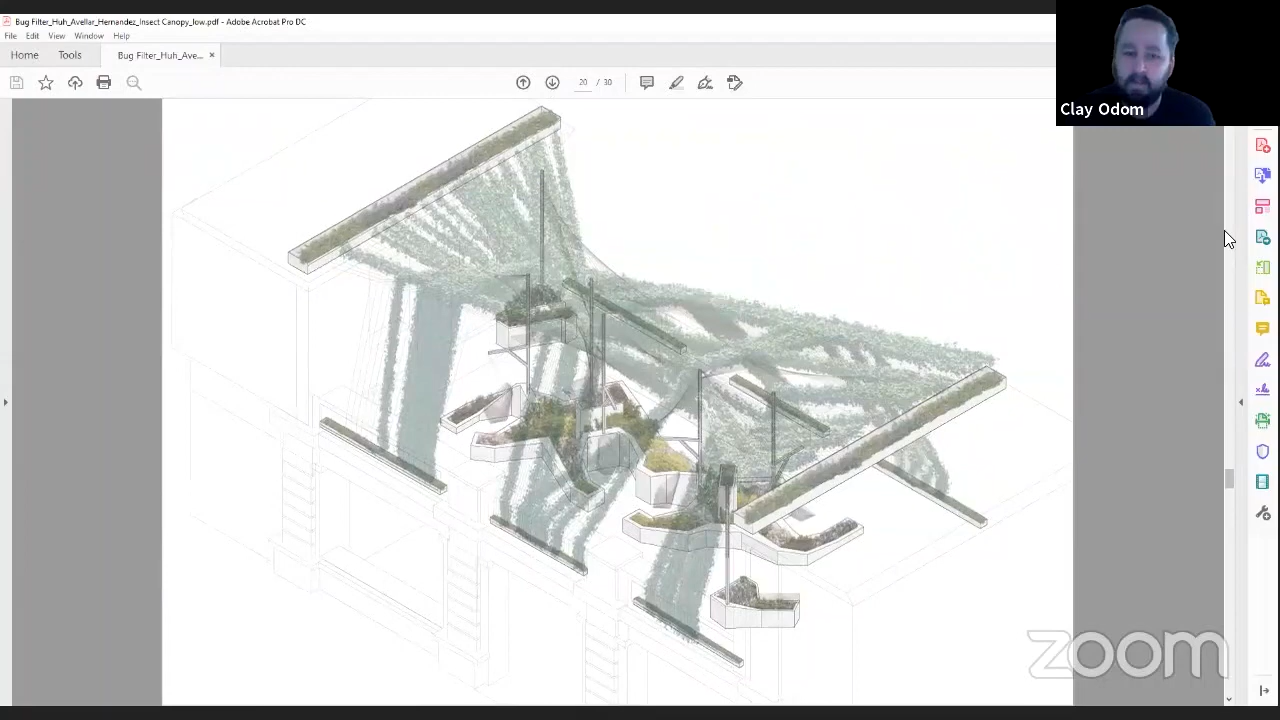 Bug Filter_Huh_Avellar_Hernandez_Insect Canopy_low.pdf - Adobe Acrobat Pro DC
File Edit View Window Help
Home Tools Bug Filter_Huh_Ave... ×
20 / 30
Clay Odom
zoom